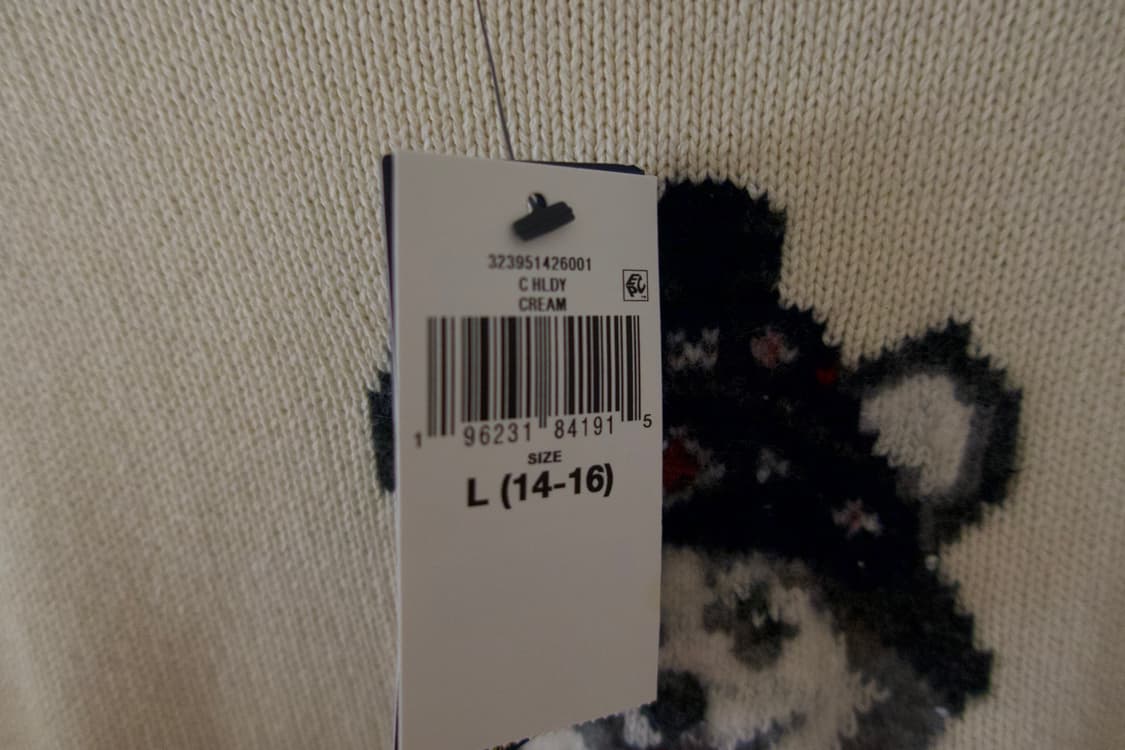 323951426001
C HLDY
CREAM
1 96231 84191 5
SIZE
L (14-16)